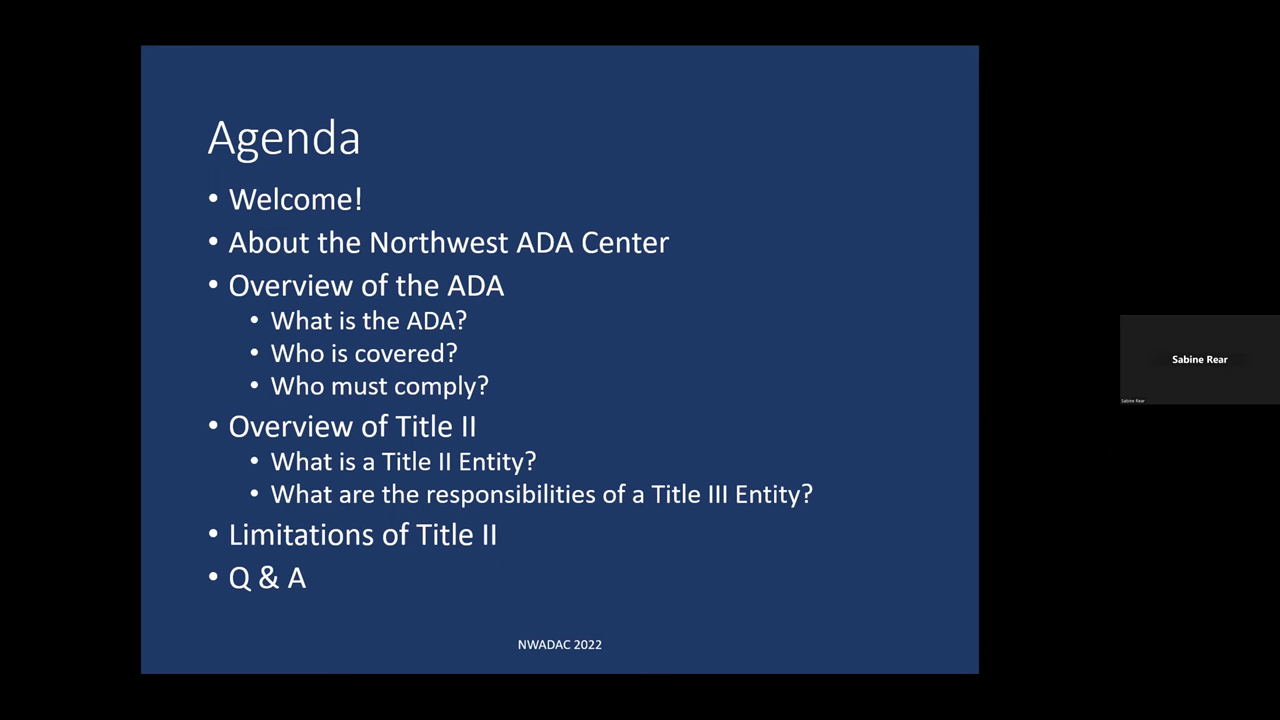 Agenda
• Welcome!
• About the Northwest ADA Center
• Overview of the ADA
• What is the ADA?
• Who is covered?
• Who must comply?
• Overview of Title II
• What is a Title II Entity?
• What are the responsibilities of a Title III Entity?
• Limitations of Title II
• Q & A
NWADAC 2022
Sabine Rear
Sabine Rear